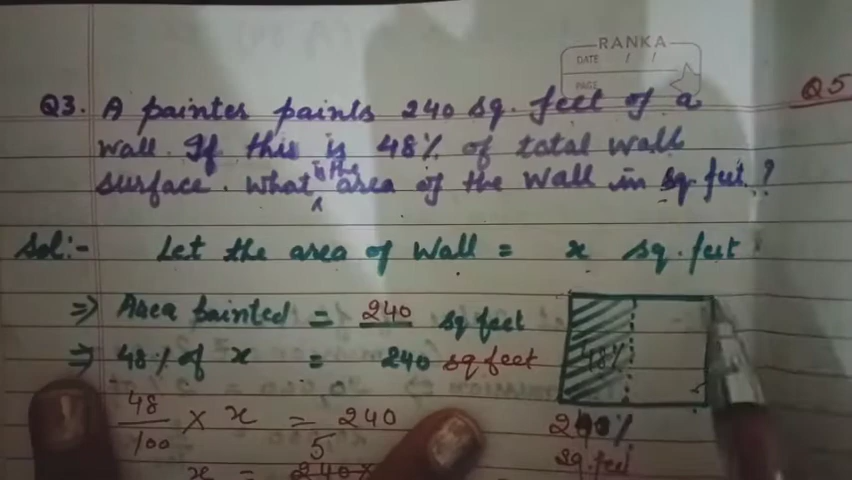 RANKA
DATE / /
PAGE
Q5
Q3. A painter paints 240 sq. feet of a
wall. If this is 48% of total wall
surface. What is the area of the wall in sq. feet?
Sol:- Let the area of wall = x sq. feet
⇒ Area painted = 240 sq feet
⇒ 48% of x = 240 sq feet
48%
48/100 × x = 240
5
240%
sq. feet
x = 240×